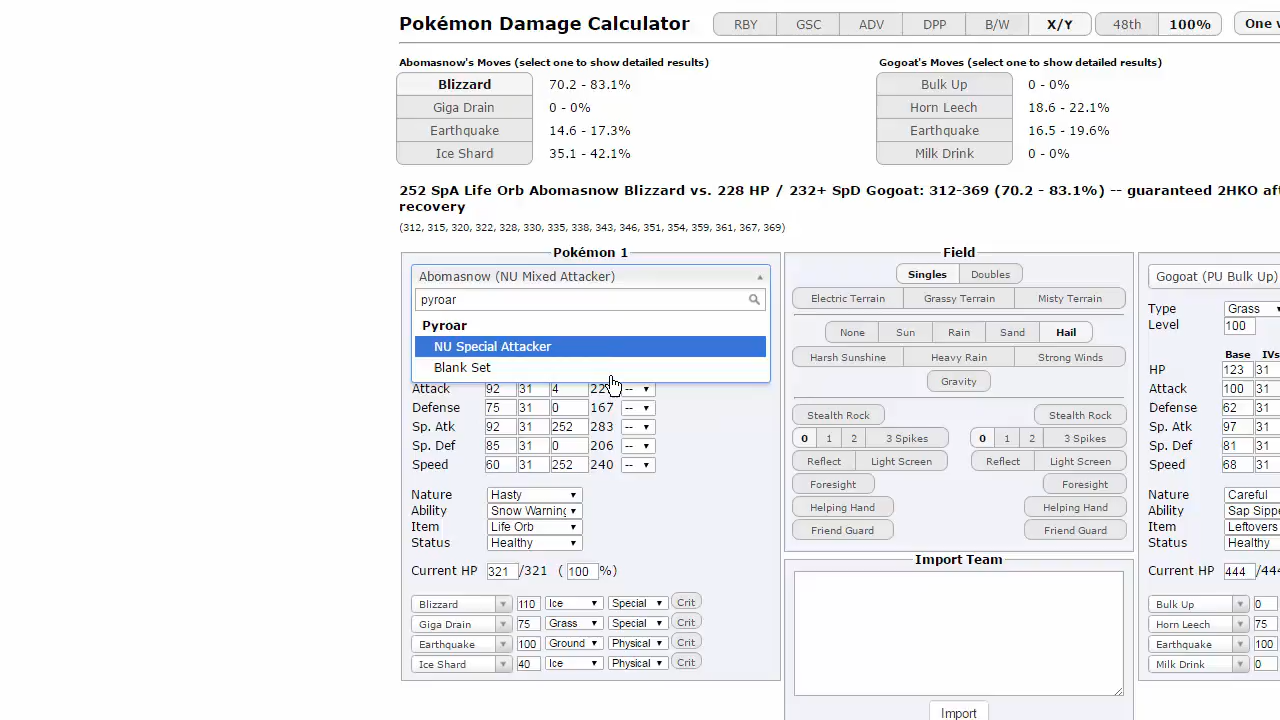 Pokémon Damage Calculator RBY GSC ADV DPP B/W X/Y 48th 100% One v
Abomasnow's Moves (select one to show detailed results) Gogoat's Moves (select one to show detailed results)
Blizzard 70.2 - 83.1% Bulk Up 0 - 0%
Giga Drain 0 - 0% Horn Leech 18.6 - 22.1%
Earthquake 14.6 - 17.3% Earthquake 16.5 - 19.6%
Ice Shard 35.1 - 42.1% Milk Drink 0 - 0%
252 SpA Life Orb Abomasnow Blizzard vs. 228 HP / 232+ SpD Gogoat: 312-369 (70.2 - 83.1%) -- guaranteed 2HKO aft
recovery
(312, 315, 320, 322, 328, 330, 335, 338, 343, 346, 351, 354, 359, 361, 367, 369)
Pokémon 1 Field
Abomasnow (NU Mixed Attacker) Singles Doubles Gogoat (PU Bulk Up)
pyroar Electric Terrain Grassy Terrain Misty Terrain Type Grass
Pyroar Level 100
NU Special Attacker None Sun Rain Sand Hail Base IVs
Blank Set Harsh Sunshine Heavy Rain Strong Winds HP 123 31
Gravity
Attack 92 31 4 -- Attack 100 31
Defense 75 31 0 167 -- Stealth Rock Stealth Rock Defense 62 31
Sp. Atk 92 31 252 283 -- 0 1 2 3 Spikes 0 1 2 3 Spikes Sp. Atk 97 31
Sp. Def 85 31 0 206 -- Reflect Light Screen Reflect Light Screen Sp. Def 81 31
Speed 60 31 252 240 -- Foresight Foresight Speed 68 31
Nature Hasty Helping Hand Helping Hand Nature Careful
Ability Snow Warning Ability Sap Sippe
Item Life Orb Friend Guard Friend Guard Item Leftovers
Status Healthy Status Healthy
Import Team
Current HP 321/321 (100%) Current HP 444/444
Blizzard 110 Ice Special Crit Bulk Up 0
Giga Drain 75 Grass Special Crit Horn Leech 75
Earthquake 100 Ground Physical Crit Earthquake 100
Ice Shard 40 Ice Physical Crit Milk Drink 0
Import